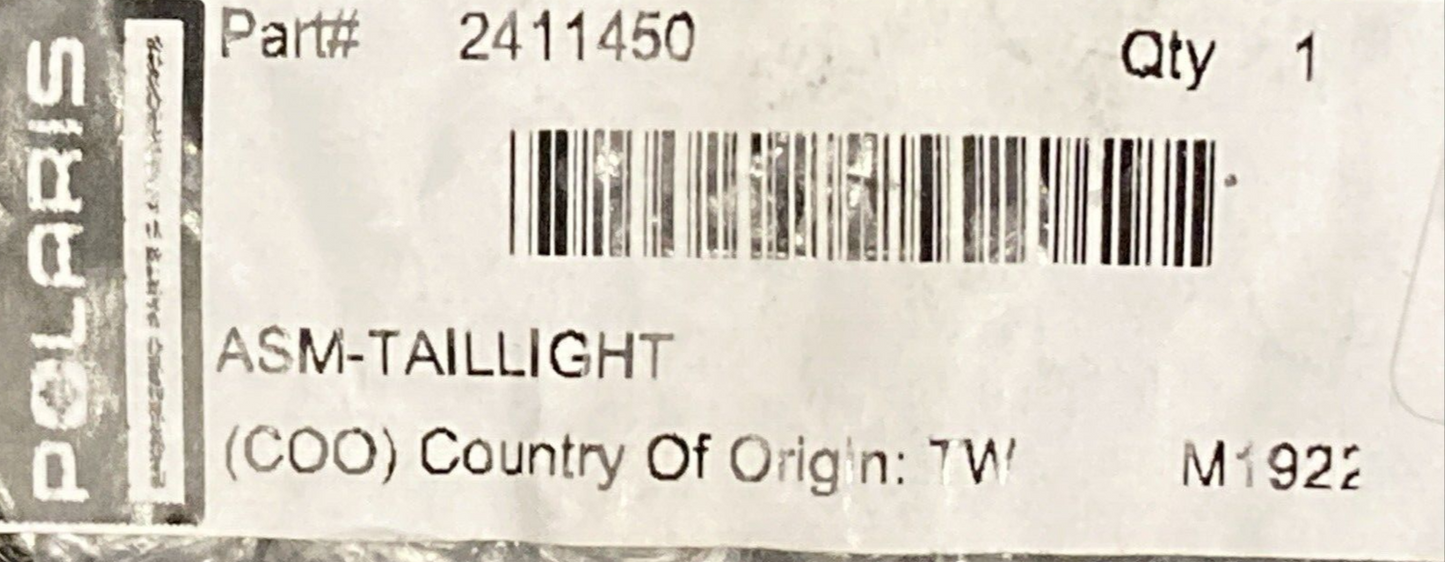 POLARIS
Part# 2411450 Qty 1
ASM-TAILLIGHT
(COO) Country Of Origin: TW M1922